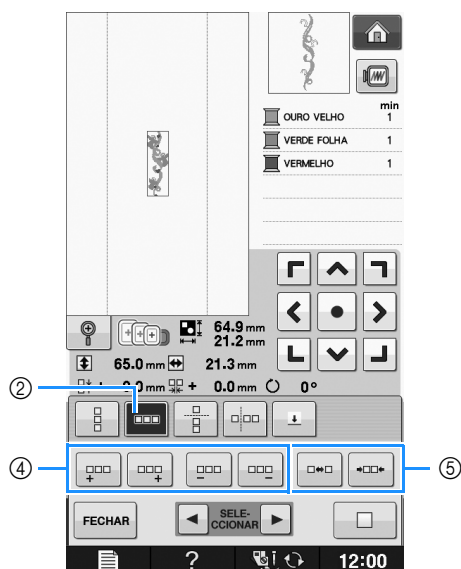 min
OURO VELHO 1
VERDE FOLHA 1
VERMELHO 1
64.9 mm
21.2 mm
65.0 mm 21.3 mm
+ 0.0 mm + 0.0 mm 0°
②
④
⑤
FECHAR
SELE-
CCIONAR
? 12:00